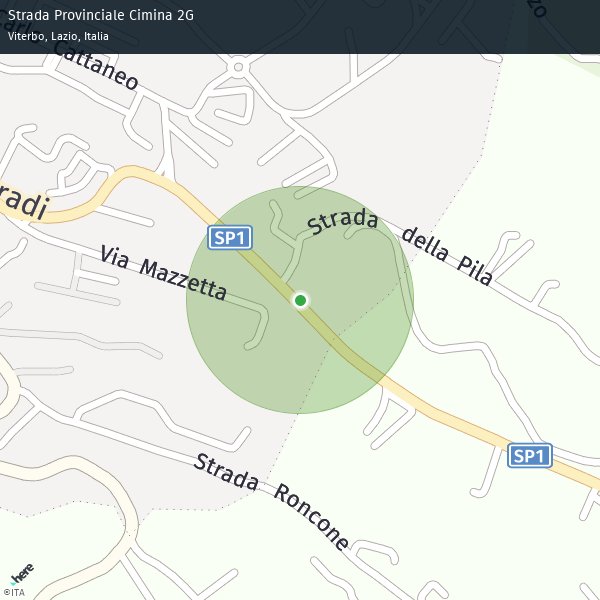 Strada Provinciale Cimina 2G
Viterbo, Lazio, Italia
Cattaneo
radi
SP1
Strada della Pila
Via Mazzetta
SP1
Strada Roncone
here
©ITA